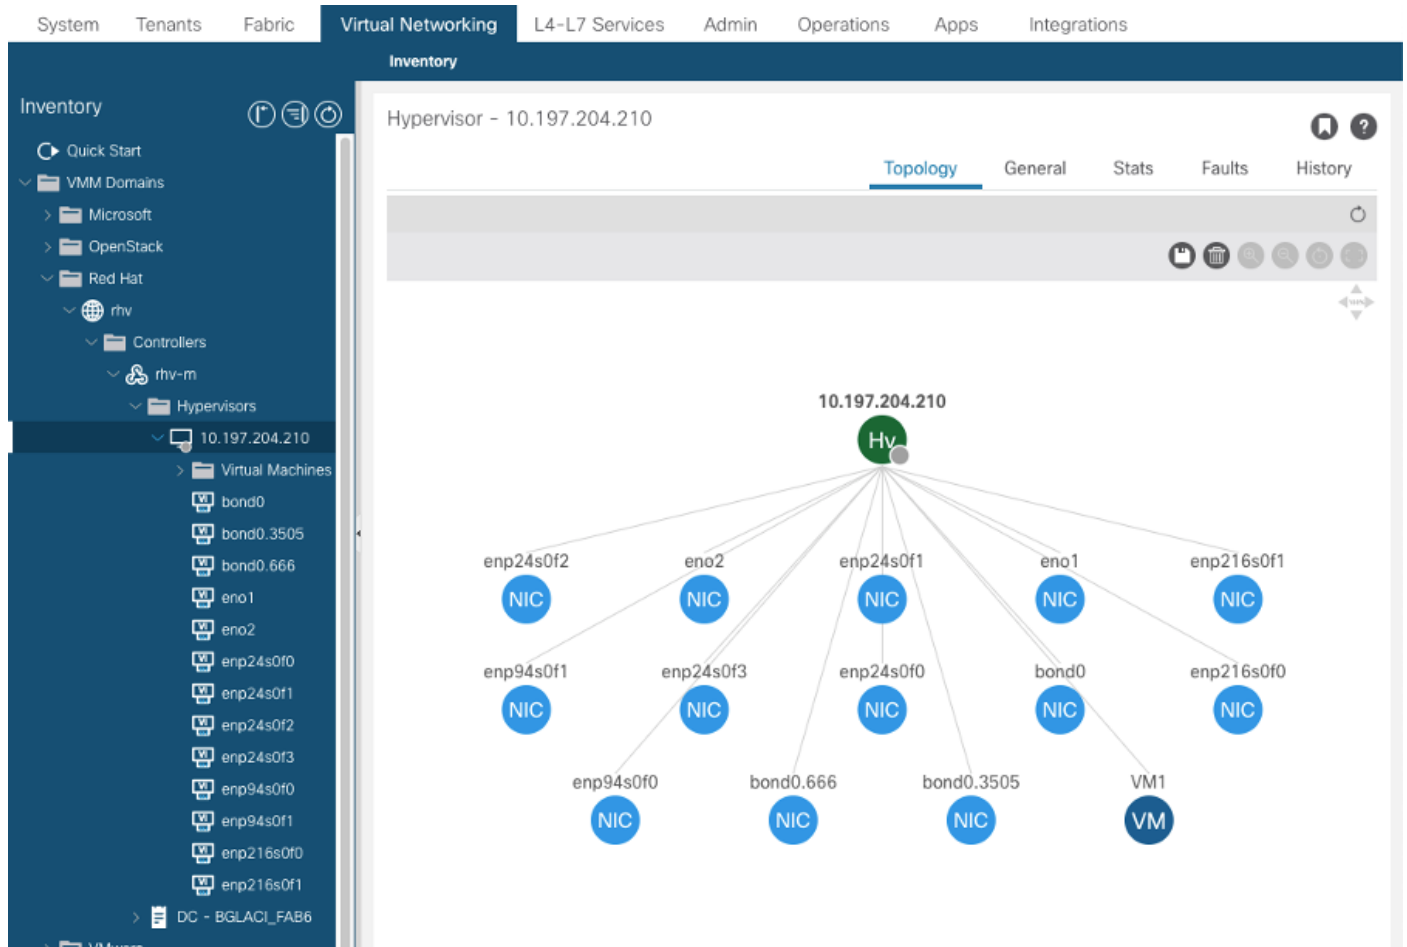 System Tenants Fabric Virtual Networking L4-L7 Services Admin Operations Apps Integrations
Inventory
Inventory
Quick Start
VMM Domains
Microsoft
OpenStack
Red Hat
rhv
Controllers
rhv-m
Hypervisors
10.197.204.210
Virtual Machines
bond0
bond0.3505
bond0.666
eno1
eno2
enp24s0f0
enp24s0f1
enp24s0f2
enp24s0f3
enp94s0f0
enp94s0f1
enp216s0f0
enp216s0f1
DC - BGLACI_FAB6
Hypervisor - 10.197.204.210
Topology General Stats Faults History
10.197.204.210
Hv
enp24s0f2 eno2 enp24s0f1 eno1 enp216s0f1
NIC NIC NIC NIC NIC
enp94s0f1 enp24s0f3 enp24s0f0 bond0 enp216s0f0
NIC NIC NIC NIC NIC
enp94s0f0 bond0.666 bond0.3505 VM1
NIC NIC NIC VM